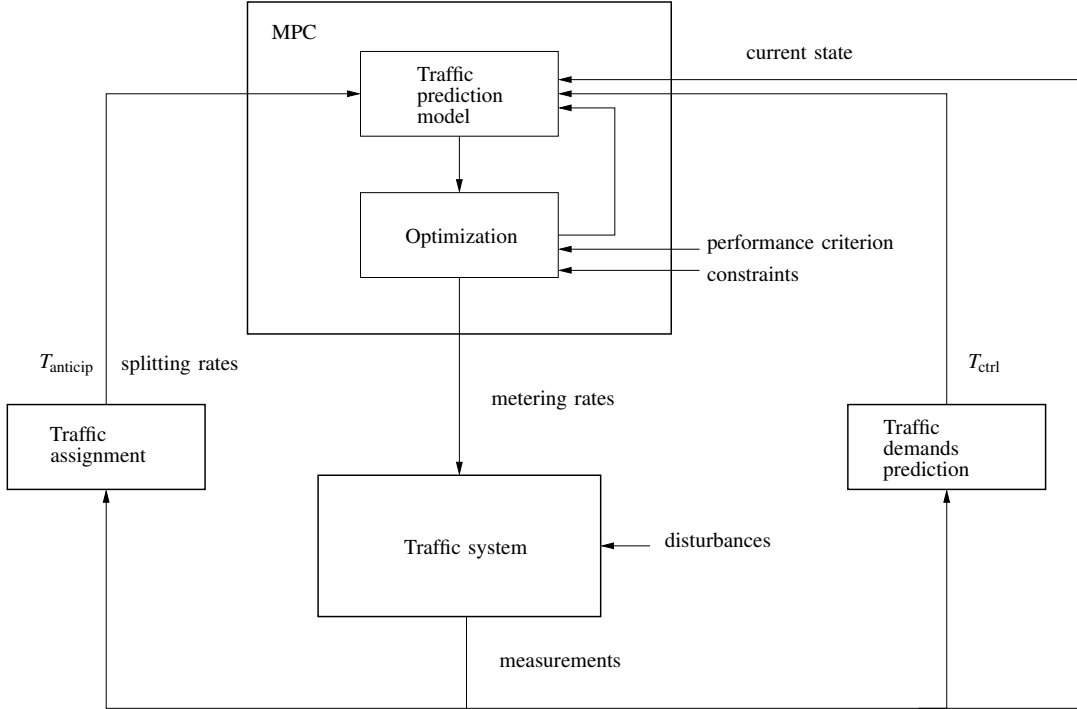 MPC
Traffic
prediction
model
current state
Optimization
performance criterion
constraints
T_anticip splitting rates
T_ctrl
metering rates
Traffic
assignment
Traffic
demands
prediction
Traffic system
disturbances
measurements